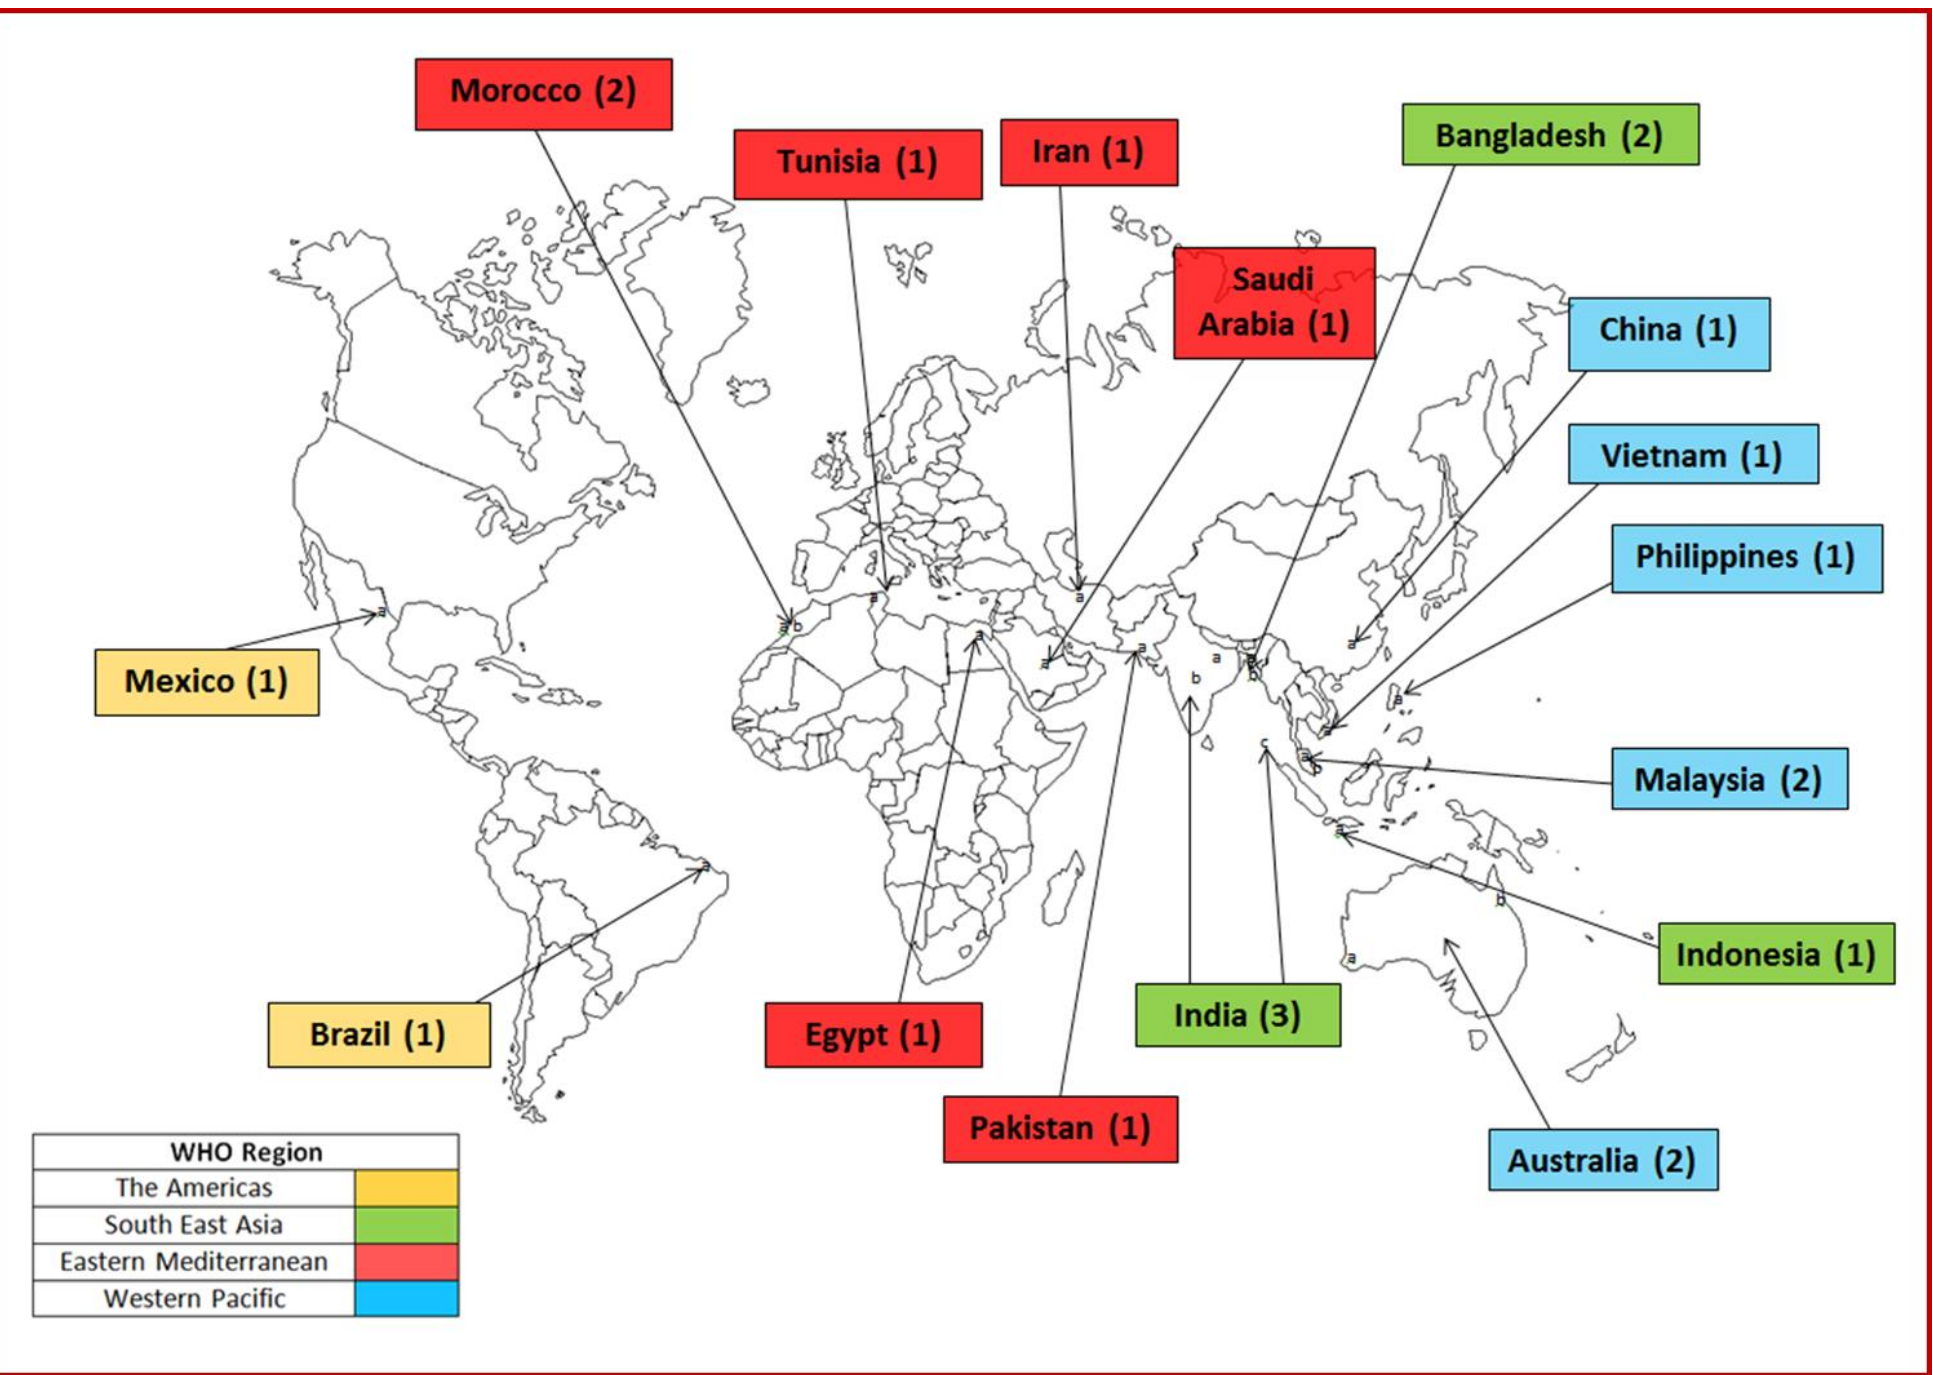 Morocco (2)
Tunisia (1)
Iran (1)
Bangladesh (2)
Saudi
Arabia (1)
China (1)
Vietnam (1)
Philippines (1)
Mexico (1)
Malaysia (2)
Brazil (1)
Egypt (1)
Pakistan (1)
India (3)
Indonesia (1)
Australia (2)
a
b
a
a
a
a
a
a
b
a
b
a
a
a
b
c
a
b
a
a
b
a
a
WHO Region
The Americas
South East Asia
Eastern Mediterranean
Western Pacific